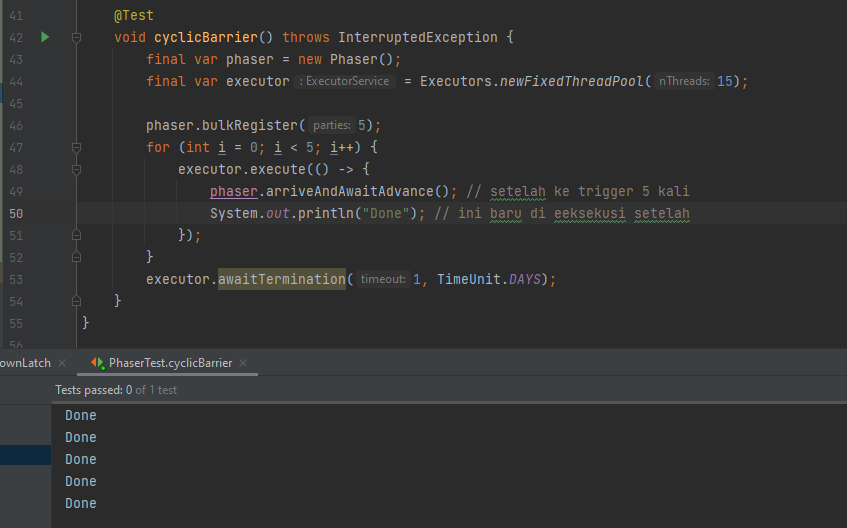 41 @Test
42 void cyclicBarrier() throws InterruptedException {
43 final var phaser = new Phaser();
44 final var executor : ExecutorService = Executors.newFixedThreadPool( nThreads: 15);
45
46 phaser.bulkRegister( parties: 5);
47 for (int i = 0; i < 5; i++) {
48 executor.execute(() -> {
49 phaser.arriveAndAwaitAdvance(); // setelah ke trigger 5 kali
50 System.out.println("Done"); // ini baru di eeksekusi setelah
51 });
52 }
53 executor.awaitTermination( timeout: 1, TimeUnit.DAYS);
54 }
55 }
56
ownLatch × PhaserTest.cyclicBarrier ×
Tests passed: 0 of 1 test
Done
Done
Done
Done
Done